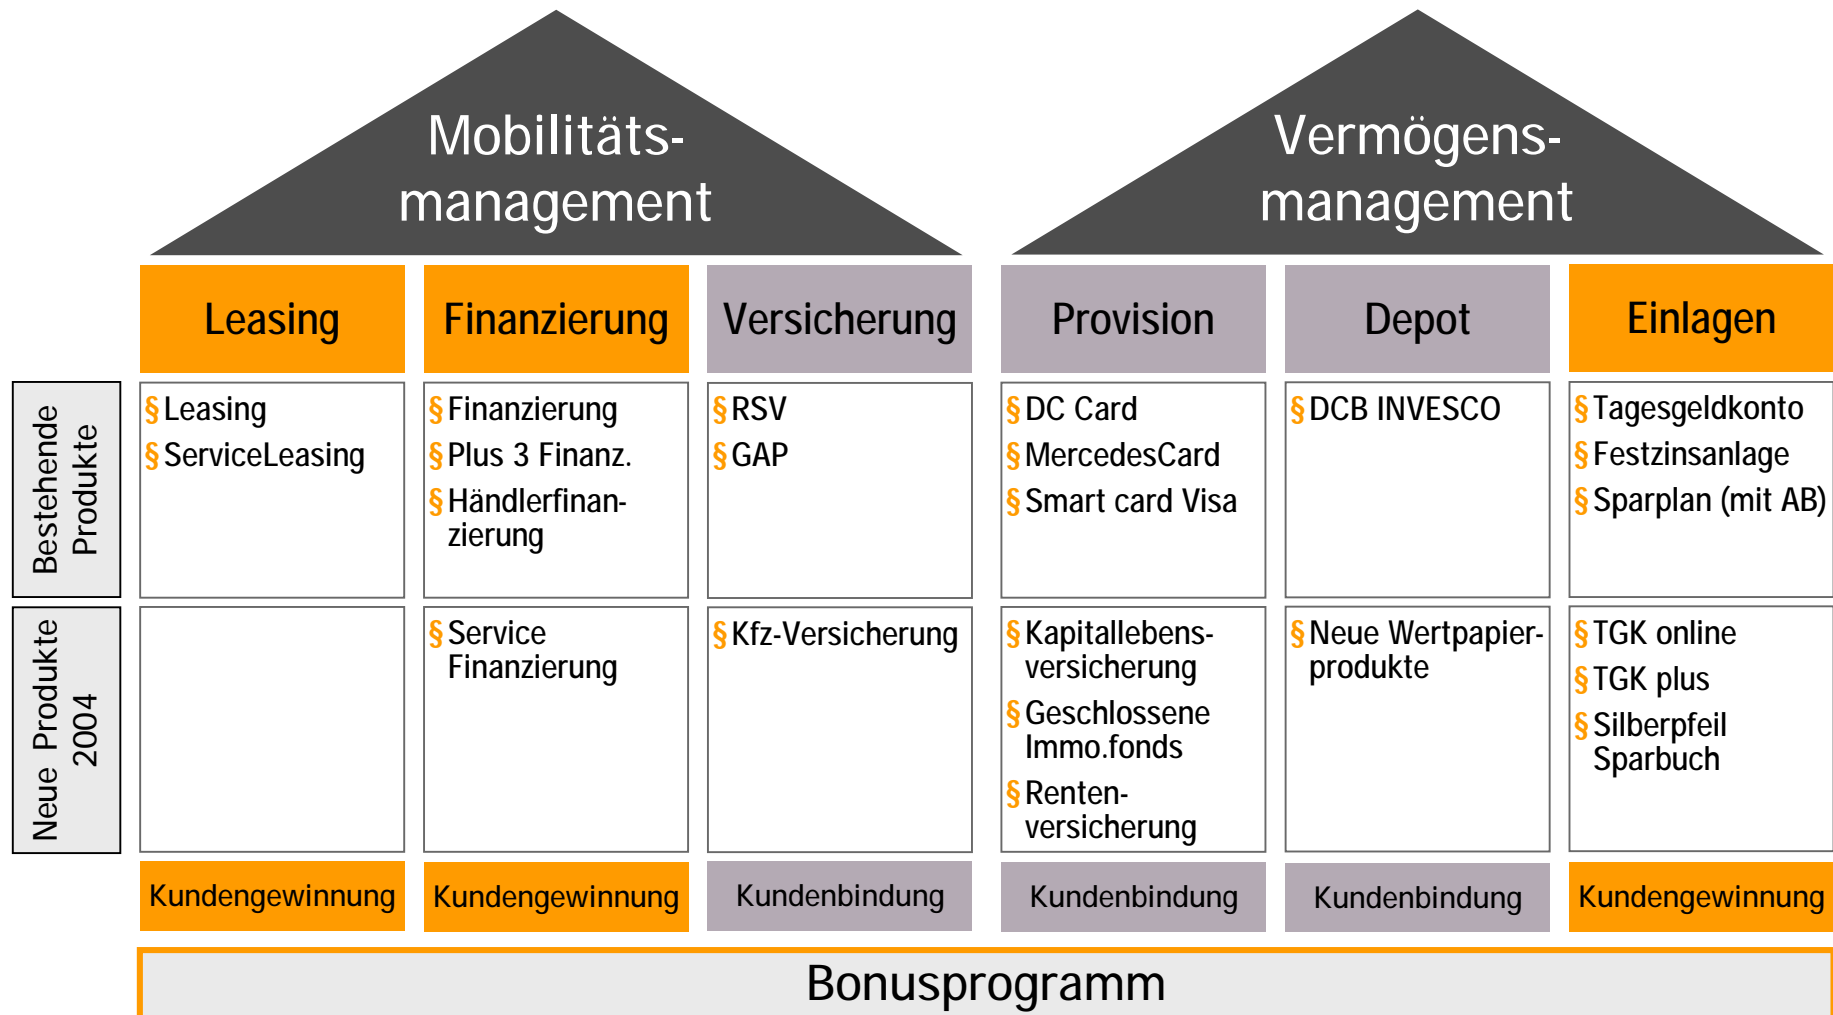 Mobilitäts-
management
Vermögens-
management
Leasing
Finanzierung
Versicherung
Provision
Depot
Einlagen
Bestehende
Produkte
§ Leasing
§ ServiceLeasing
§ Finanzierung
§ Plus 3 Finanz.
§ Händlerfinan-
zierung
§ RSV
§ GAP
§ DC Card
§ MercedesCard
§ Smart card Visa
§ DCB INVESCO
§ Tagesgeldkonto
§ Festzinsanlage
§ Sparplan (mit AB)
Neue Produkte
2004
§ Service
Finanzierung
§ Kfz-Versicherung
§ Kapitallebens-
versicherung
§ Geschlossene
Immo.fonds
§ Renten-
versicherung
§ Neue Wertpapier-
produkte
§ TGK online
§ TGK plus
§ Silberpfeil
Sparbuch
Kundengewinnung
Kundengewinnung
Kundenbindung
Kundenbindung
Kundenbindung
Kundengewinnung
Bonusprogramm